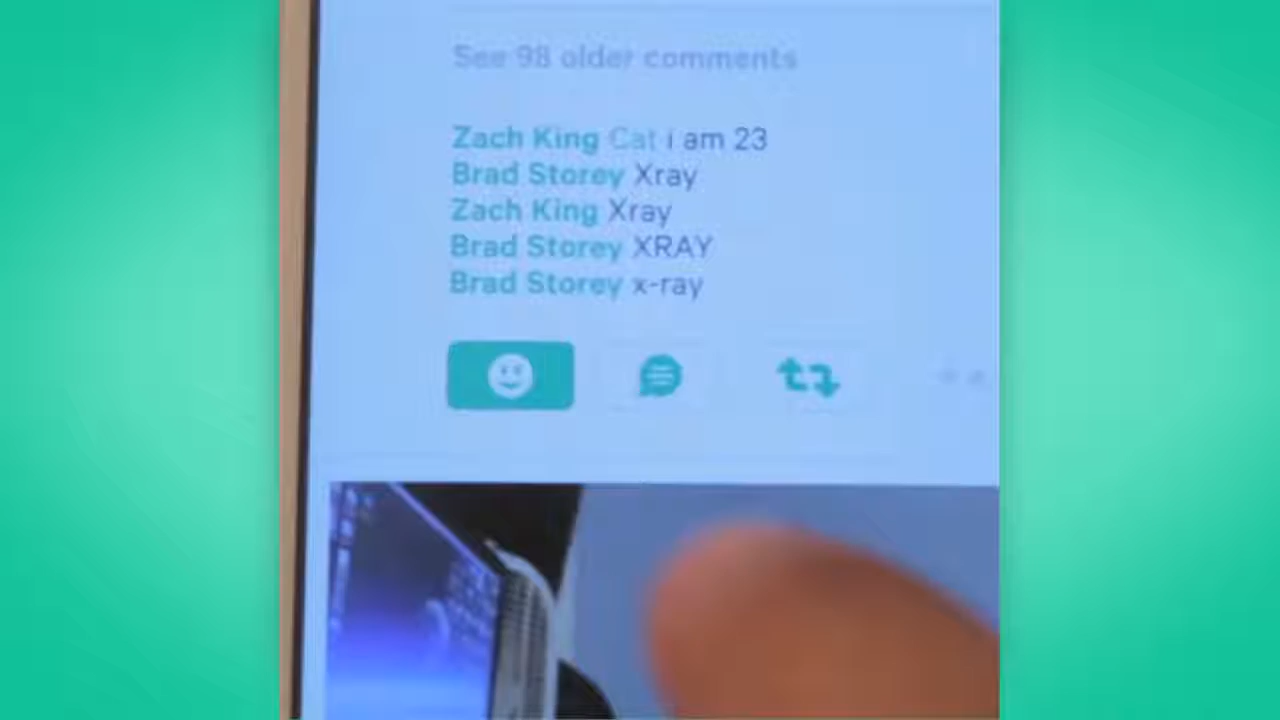 See 98 older comments
Zach King Cat i am 23
Brad Storey Xray
Zach King Xray
Brad Storey XRAY
Brad Storey x-ray